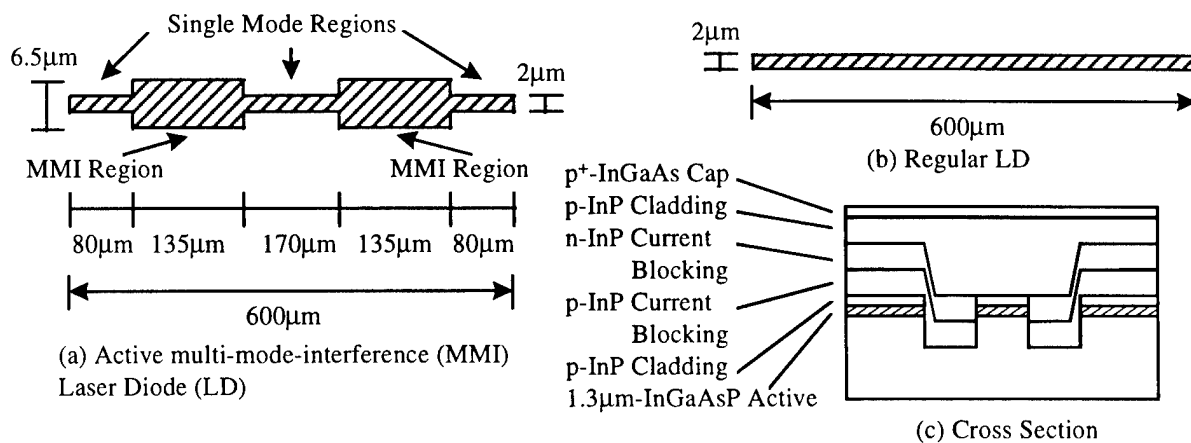 Single Mode Regions
6.5μm
2μm
MMI Region
MMI Region
80μm
135μm
170μm
135μm
80μm
600μm
(a) Active multi-mode-interference (MMI)
Laser Diode (LD)
2μm
600μm
(b) Regular LD
p⁺-InGaAs Cap
p-InP Cladding
n-InP Current
Blocking
p-InP Current
Blocking
p-InP Cladding
1.3μm-InGaAsP Active
(c) Cross Section